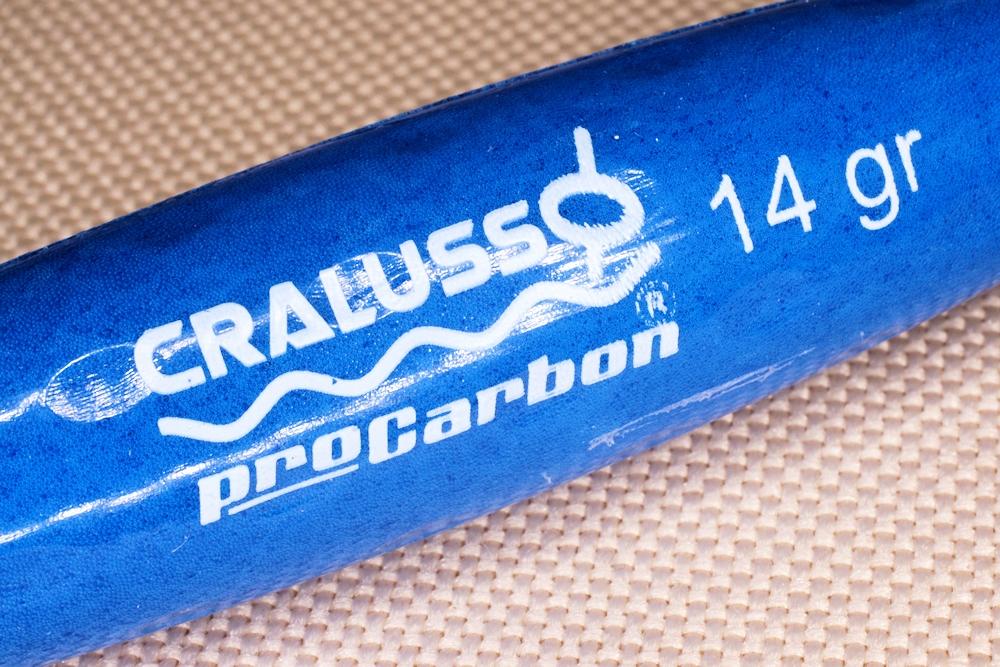 CRALUSSO
®
proCarbon
14 gr